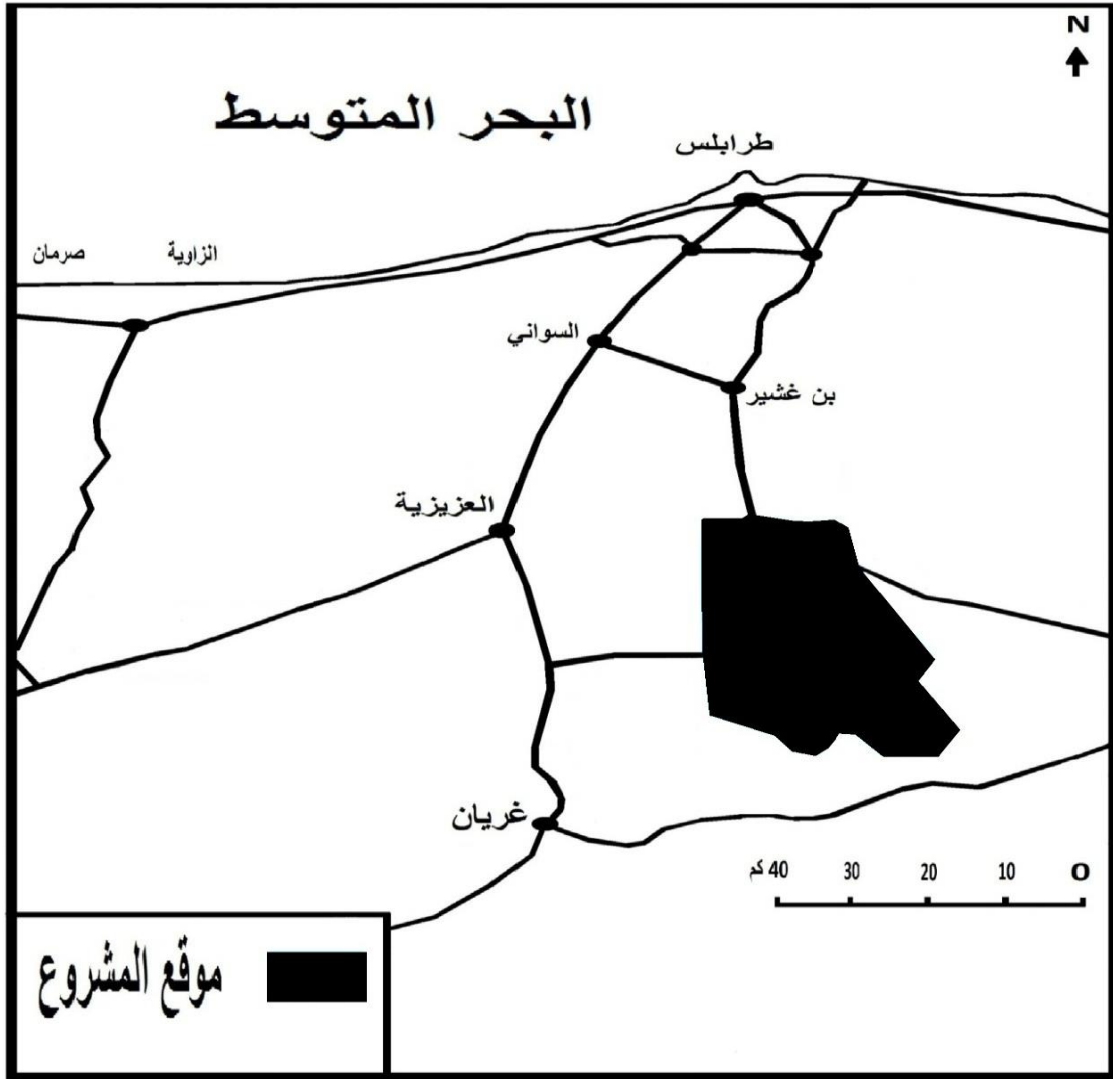 N
البحر المتوسط
طرابلس
الزاوية
صرمان
السواني
بن غشير
العزيزية
غريان
0 10 20 30 40 كم
موقع المشروع